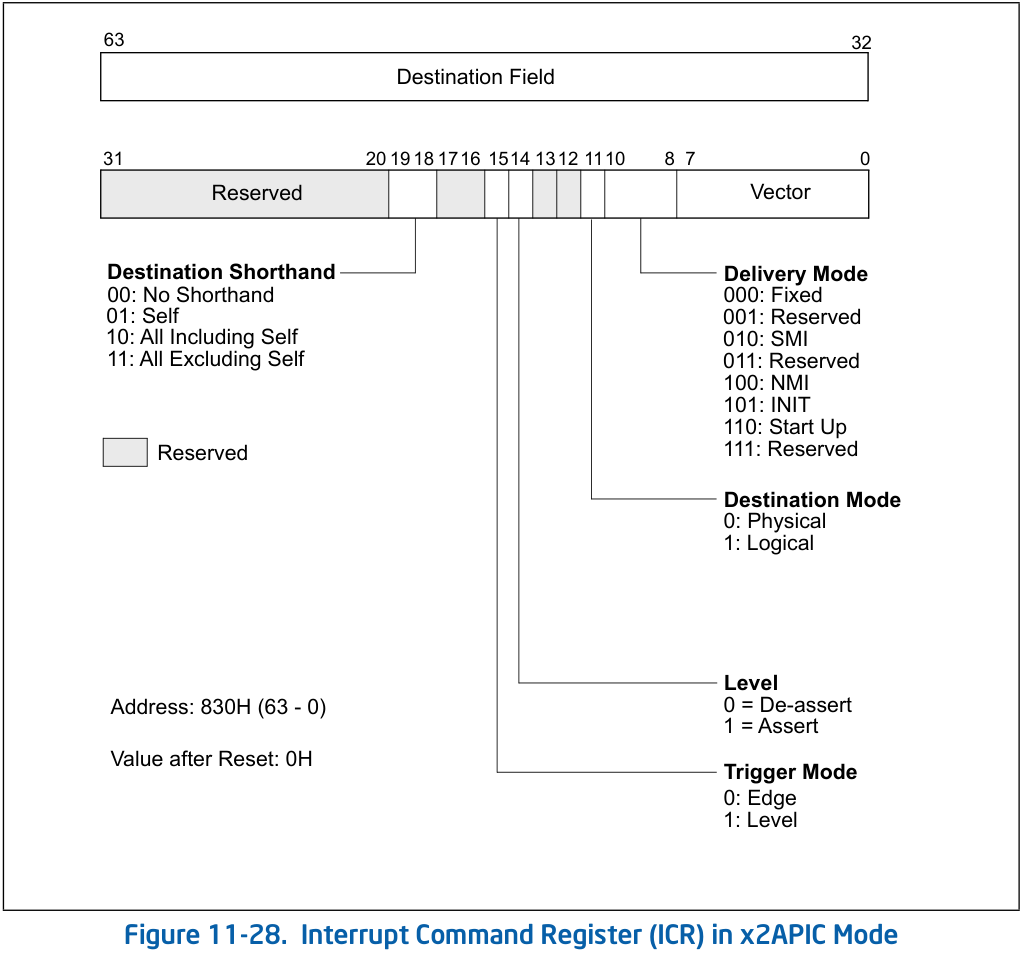 63 32
Destination Field
31 20 19 18 17 16 15 14 13 12 11 10 8 7 0
Reserved Vector
Destination Shorthand
00: No Shorthand
01: Self
10: All Including Self
11: All Excluding Self
Reserved
Delivery Mode
000: Fixed
001: Reserved
010: SMI
011: Reserved
100: NMI
101: INIT
110: Start Up
111: Reserved
Destination Mode
0: Physical
1: Logical
Address: 830H (63 - 0)
Value after Reset: 0H
Level
0 = De-assert
1 = Assert
Trigger Mode
0: Edge
1: Level
Figure 11-28. Interrupt Command Register (ICR) in x2APIC Mode